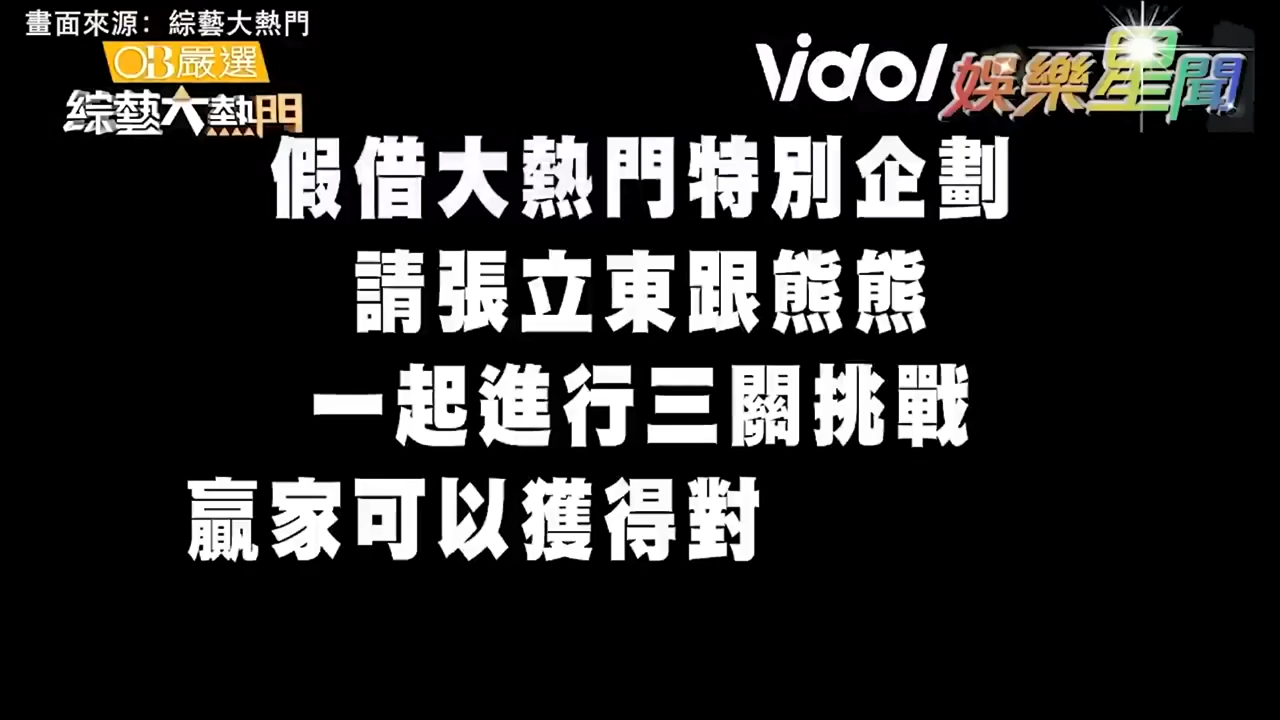 畫面來源：綜藝大熱門
OB嚴選
綜藝大熱門
Vidol 娛樂星聞
假借大熱門特別企劃
請張立東跟熊熊
一起進行三關挑戰
贏家可以獲得對